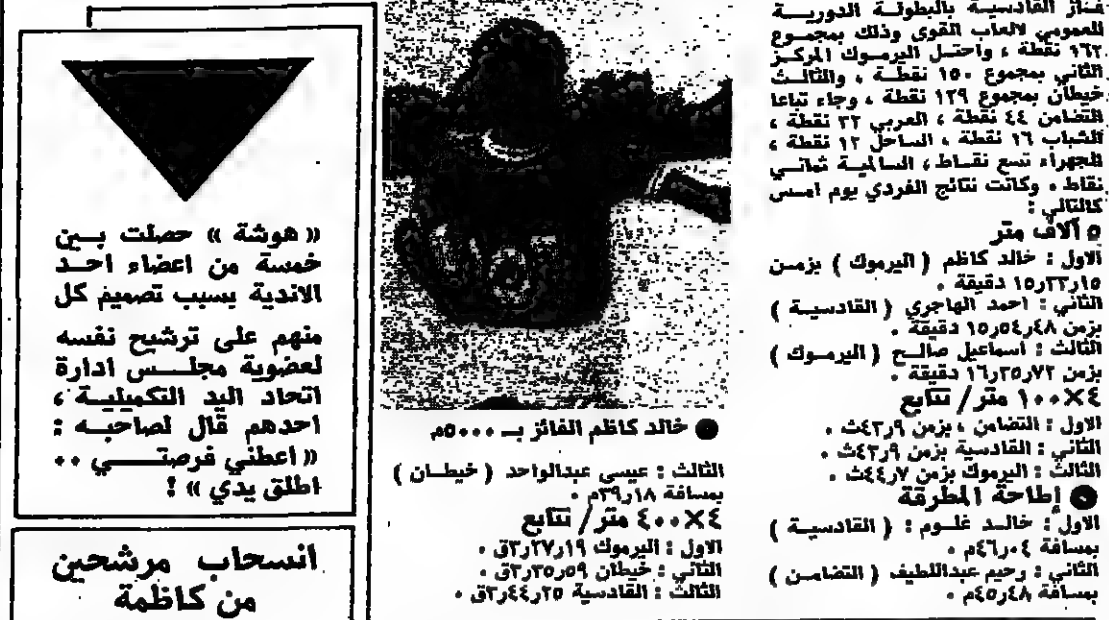 فاز القادسية بالبطولة الدورية
للعمومي لالعاب القوى وذلك بمجموع
١٦٢ نقطة ، واحتل اليرموك المركز
الثاني بمجموع ١٥٠ نقطة ، والثالث
خيطان بمجموع ١٢٩ نقطة ، وجاء تباعا
التضامن ٤٤ نقطة ، العربي ٣٢ نقطة ،
الشباب ١٦ نقطة ، الساحل ١٢ نقطة ،
الجهراء تسع نقاط ، السالمية ثماني
نقاط . وكانت نتائج الفردي يوم امس
كالتالي :
٥ آلاف متر
الاول : خالد كاظم ( اليرموك ) بزمن
١٥ر٣٣ر١٥ دقيقة .
الثاني : احمد الهاجري ( القادسية )
بزمن ٤٨ر٥٤ر١٥ دقيقة .
الثالث : اسماعيل صالح ( اليرموك )
بزمن ٧٢ر٣٥ر١٦ دقيقة .
٤×١٠٠ متر / تتابع
الاول : التضامن ، بزمن ٩ر٤٣ث .
الثاني : القادسية بزمن ٩ر٤٣ث .
الثالث : اليرموك بزمن ٧ر٤٤ث .
● إطاحة المطرقة
الاول : خالد غلوم : ( القادسية )
بمسافة ٠٤ر٤٦م .
الثاني : رحيم عبداللطيف ( التضامن )
بمسافة ٤٨ر٤٥م .
● خالد كاظم الفائز بـ ٥٠٠٠م
الثالث : عيسى عبدالواحد ( خيطان )
بمسافة ١٨ر٣٩م .
٤×٤٠٠ متر / تتابع
الاول : اليرموك ١٩ر٢٧ر٣ق .
الثاني : خيطان ٥٩ر٣٥ر٣ق .
الثالث : القادسية ٢٥ر٤٤ر٣ق .
« هوشة » حصلت بين
خمسة من اعضاء احد
الاندية بسبب تصميم كل
منهم على ترشيح نفسه
لعضوية مجلس ادارة
اتحاد اليد التكميلية ،
احدهم قال لصاحبه :
« اعطني فرصتي ..
اطلق يدي » !
انسحاب مرشحين
من كاظمة